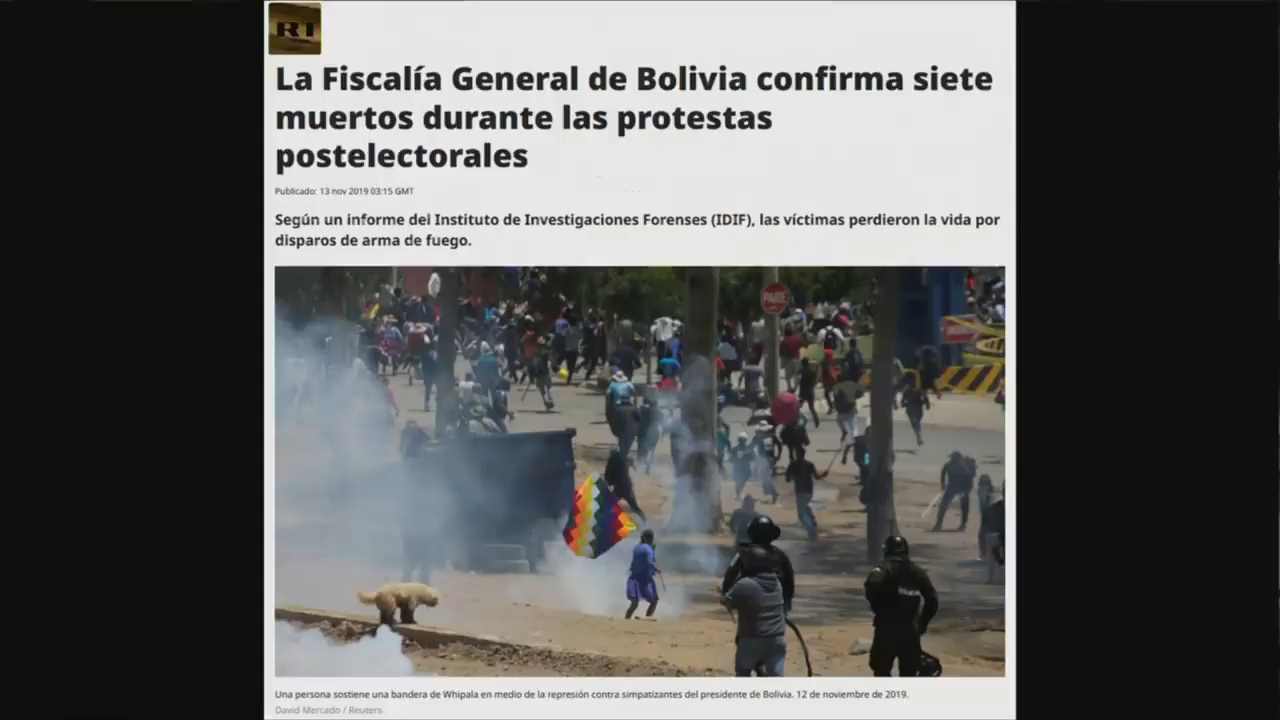 RT
La Fiscalía General de Bolivia confirma siete
muertos durante las protestas
postelectorales
Publicado: 13 nov 2019 03:15 GMT
Según un informe del Instituto de Investigaciones Forenses (IDIF), las víctimas perdieron la vida por
disparos de arma de fuego.
PARE
Una persona sostiene una bandera de Whipala en medio de la represión contra simpatizantes del presidente de Bolivia. 12 de noviembre de 2019.
David Mercado / Reuters